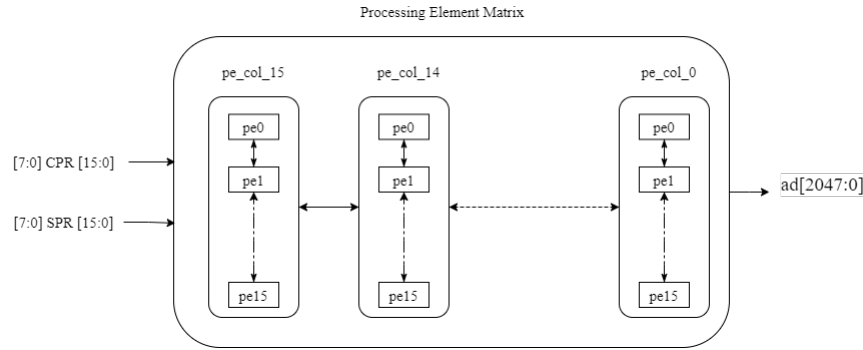 Processing Element Matrix
pe_col_15
pe_col_14
pe_col_0
pe0
pe0
pe0
[7:0] CPR [15:0]
pe1
pe1
pe1
ad[2047:0]
[7:0] SPR [15:0]
pe15
pe15
pe15